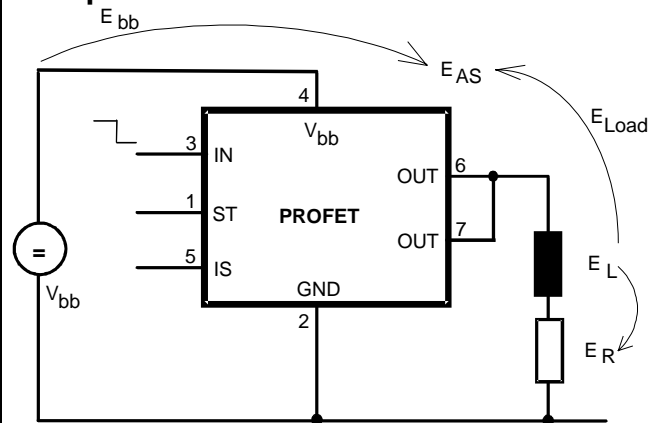 E bb
E AS
E Load
4
V bb
3 IN
OUT 6
1 ST
PROFET
OUT 7
5 IS
=
V bb
GND
2
E L
E R